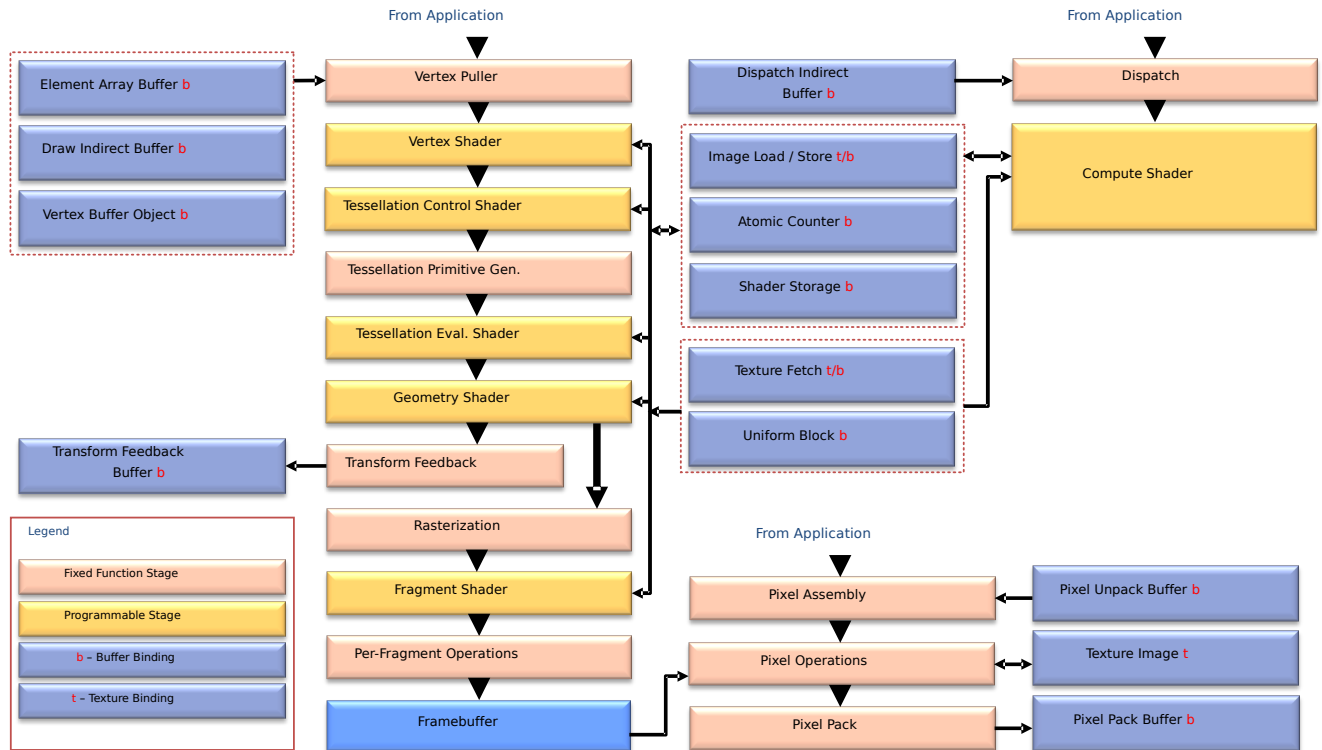 From Application
Element Array Buffer b
Draw Indirect Buffer b
Vertex Buffer Object b
Vertex Puller
Vertex Shader
Tessellation Control Shader
Tessellation Primitive Gen.
Tessellation Eval. Shader
Geometry Shader
Transform Feedback
Transform Feedback
Buffer b
Rasterization
Fragment Shader
Per-Fragment Operations
Framebuffer
Legend
Fixed Function Stage
Programmable Stage
b – Buffer Binding
t – Texture Binding
From Application
Dispatch Indirect
Buffer b
Dispatch
Image Load / Store t/b
Atomic Counter b
Shader Storage b
Compute Shader
Texture Fetch t/b
Uniform Block b
From Application
Pixel Assembly
Pixel Unpack Buffer b
Pixel Operations
Texture Image t
Pixel Pack
Pixel Pack Buffer b